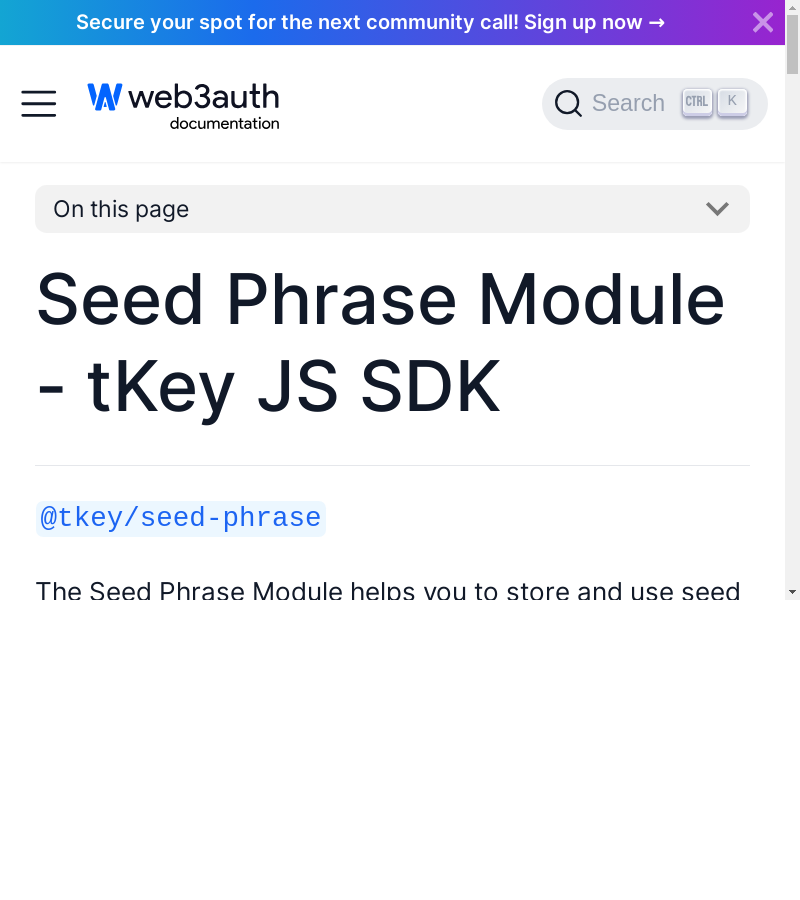 Secure your spot for the next community call! Sign up now →
web3auth
documentation
Search CTRL K
On this page
Seed Phrase Module
- tKey JS SDK
@tkey/seed-phrase
The Seed Phrase Module helps you to store and use seed